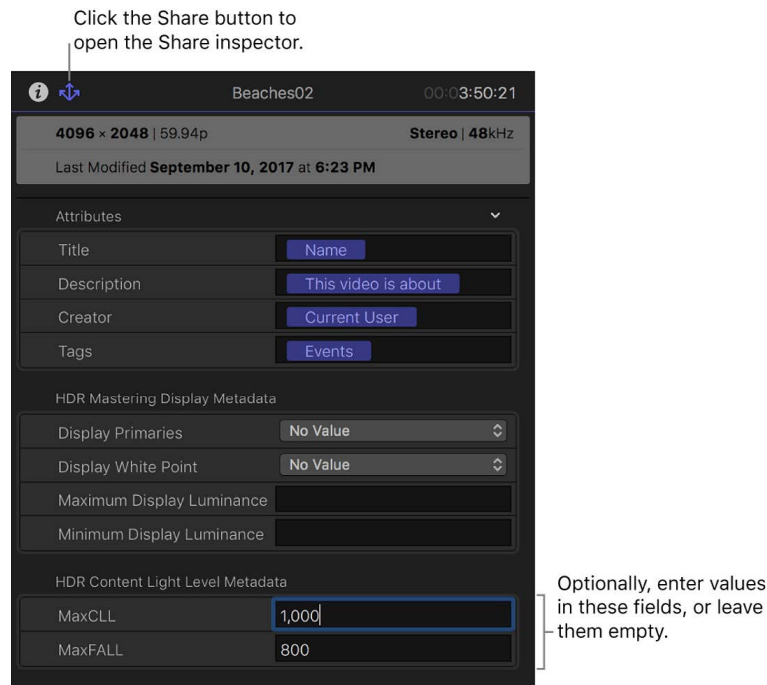 Click the Share button to
open the Share inspector.
Beaches02 00:03:50:21
4096 × 2048 | 59.94p Stereo | 48kHz
Last Modified September 10, 2017 at 6:23 PM
Attributes
Title Name
Description This video is about
Creator Current User
Tags Events
HDR Mastering Display Metadata
Display Primaries No Value
Display White Point No Value
Maximum Display Luminance
Minimum Display Luminance
HDR Content Light Level Metadata
MaxCLL 1,000
MaxFALL 800
Optionally, enter values
in these fields, or leave
them empty.